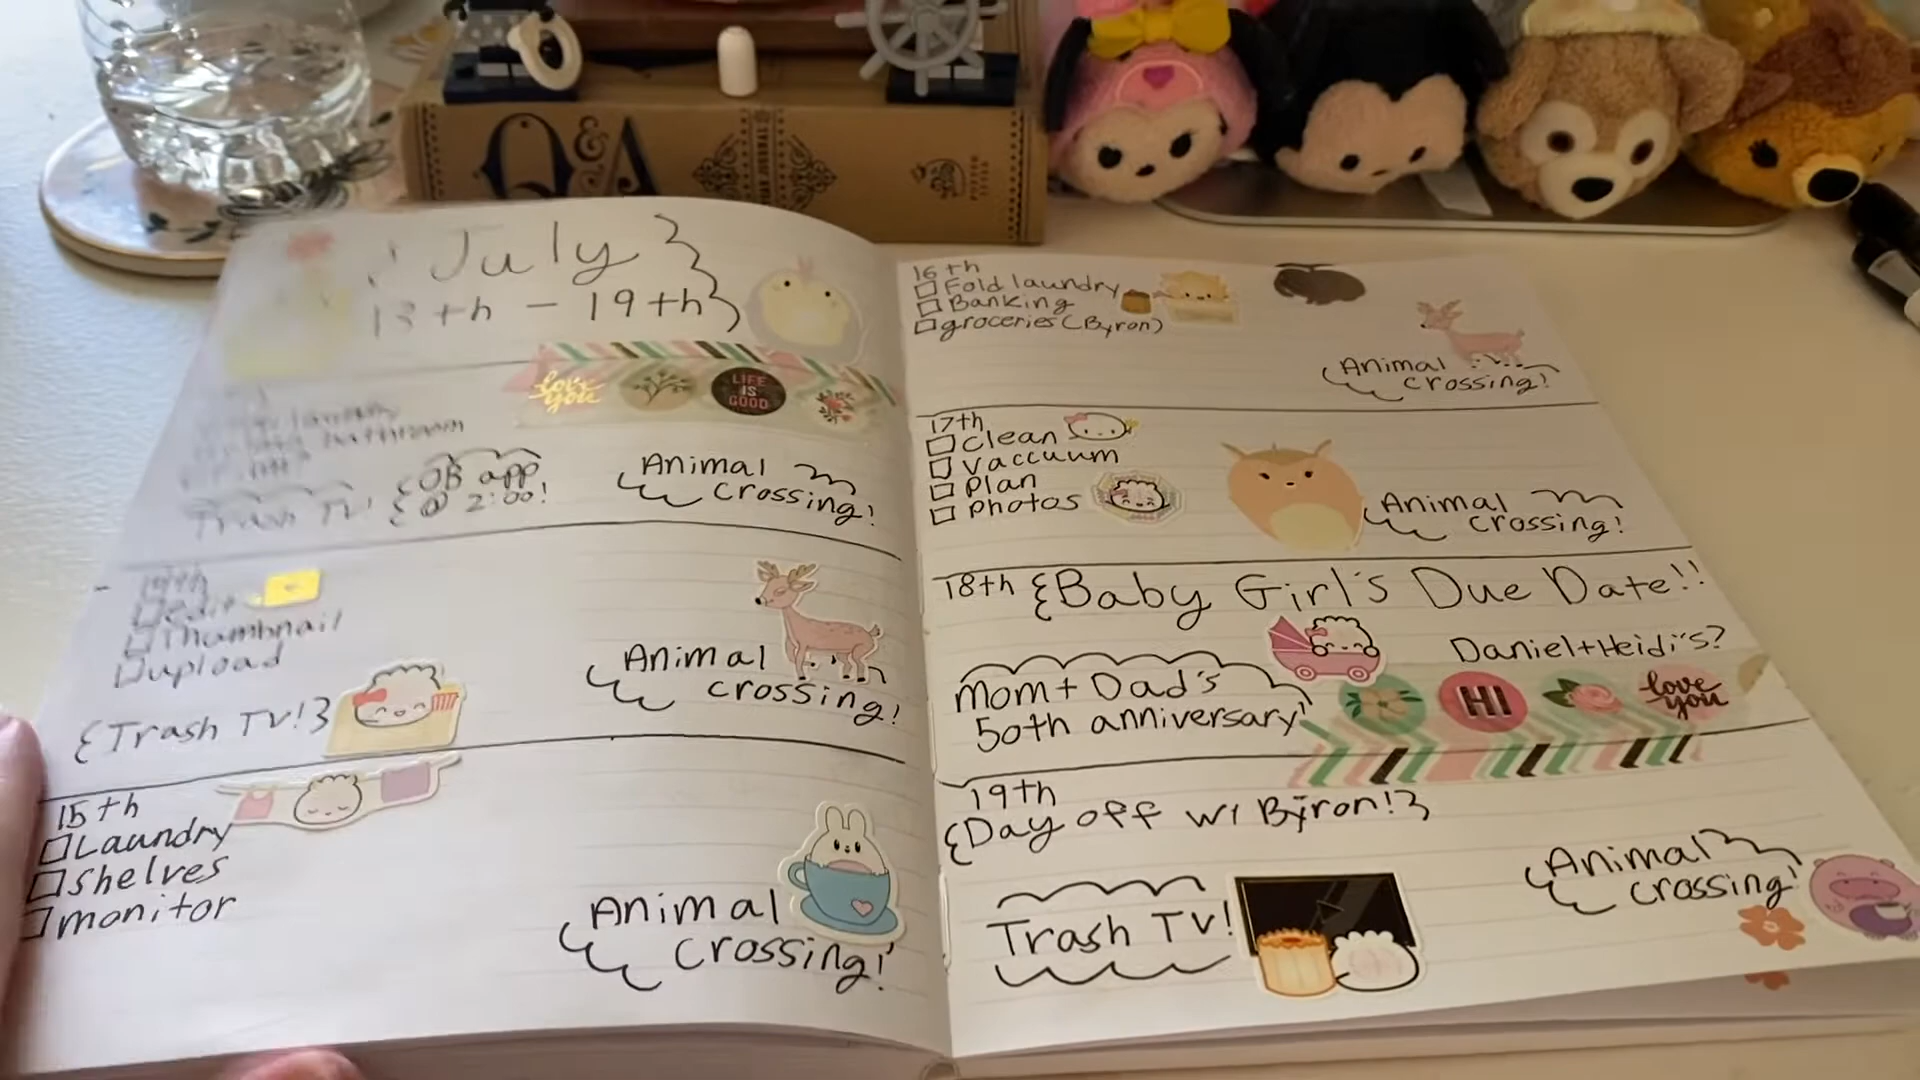 Q&A
July
13th - 19th
love you
LIFE IS GOOD
bathroom
Trash TV!
OB app
@ 2:00!
Animal
crossing!
14th
edit
Thumbnail
upload
Animal
crossing!
{Trash TV!}
15th
Laundry
Shelves
monitor
Animal
crossing!
16th
Fold laundry
Banking
groceries (Byron)
Animal
crossing!
17th
Clean
Vaccuum
Plan
Photos
Animal
crossing!
18th {Baby Girl's Due Date!!
Daniel+Heidi's?
Mom + Dad's
50th anniversary!
HI
love you
19th
{Day off w/ Byron!}
Animal
crossing!
Trash TV!